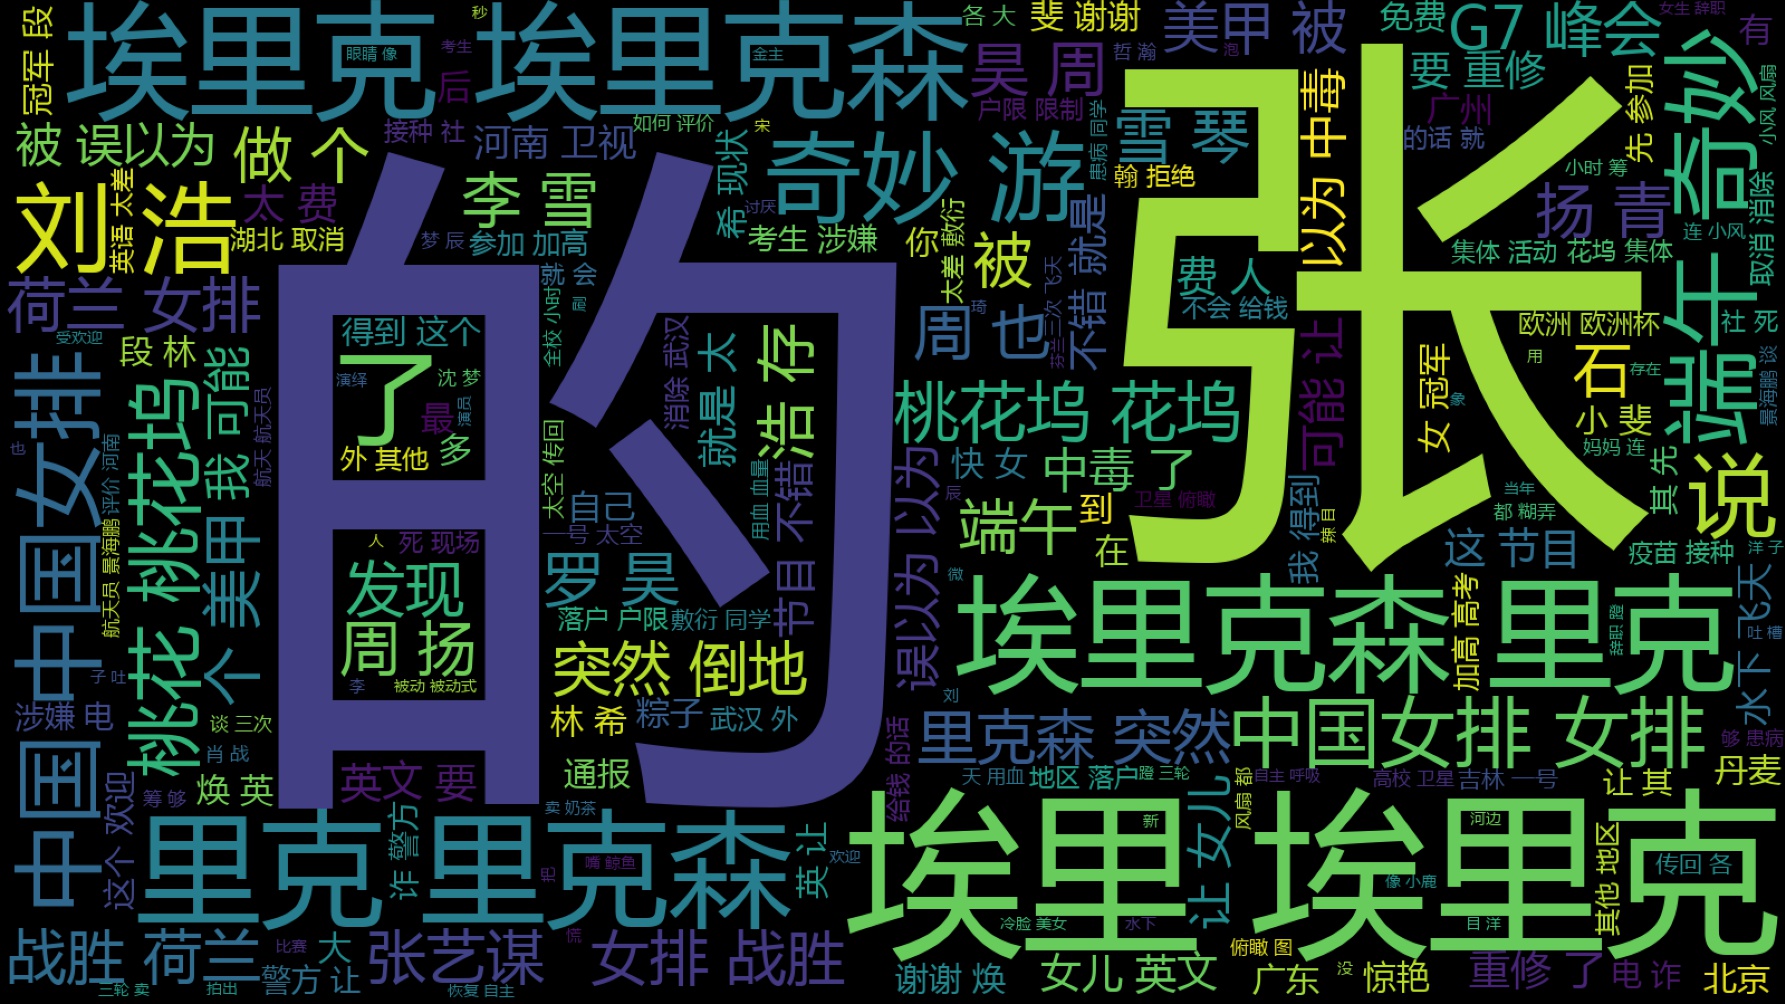 冠军 段
埃里克 埃里克森
眼睛 像
秒
考生
后
金主
各 大
斐 谢谢
美甲 被
哲 瀚
泡
免费
G7 峰会
女生 辞职
有
昊 周
要 重修
奇妙
小风 风扇
户限 限制
患病 同学
以为 中毒
广州
先 参加
被 误以为
做 个
接种 社
河南 卫视
如何 评价
宋
希 现状
奇妙 游
雪 琴
的话 就
翰 拒绝
小时 筹
取消 消除
刘 浩
英语 太差
太 费
湖北 取消
李 雪
讨厌
梦 辰
参加 加高
考生 涉嫌
你
太差 敷衍
被
不错 就是
扬 青
连 小风
集体 活动
花坞 集体
的
张
荷兰 女排
就 会
周
全校 小时
消除 武汉
就是 太
浩 存
琦
周 也
芬兰 三次
飞天
费 人
不会 给钱
可能 让
端午
欧洲 欧洲杯
社 死
受欢迎
段 林
得到 这个
了
演绎
沈 梦
最
演员
多
外 其他
桃花坞 花坞
女 冠军
用
石
存在
象
小 斐
妈妈 连
景海鹏 谈
中国 中国女排
桃花 桃花坞
我 可能
航天 航天员
也
评价 河南
航天员 景海鹏
个 美甲
太空 传回
自己
一号 太空
用血 血量
节目 不错
误以为 以为
快 女
中毒 了
辰
卫星 俯瞰
端午
到
在
辣 目
我 得到
当年
都 糊弄
其 先
说
这 节目
疫苗 接种
洋 子
人
死 现场
发现
周 扬
李
被动 被动式
罗 昊
落户 户限
敷衍 同学
微
埃里克森 里克
加高 高考
辞职 蹬
水下 飞天
吐 槽
子 吐
突然 倒地
涉嫌 电
谈 三次
林 希
粽子
武汉 外
刘
里克森 突然
中国女排 女排
够 患病
肖 战
英文 要
通报
给钱 的话
天 用血
地区 落户
蹬 三轮
让 女儿
风扇 都
自主 呼吸
高校 卫星
吉林 一号
让 其
丹麦
这个 欢迎
筹 够
焕 英
里克 里克森
诈 警方
卖 奶茶
嘴 鲸鱼
把
英 让
欢迎
埃里 埃里克
新
河边
像 小鹿
其他 地区
传回 各
冷脸 美女
水下
目 洋
战胜 荷兰
比赛
大
警方 让
张艺谋
慌
女排 战胜
俯瞰 图
三轮 卖
拍出
恢复 自主
谢谢 焕
女儿 英文
广东
没
惊艳
重修 了
电 诈
北京